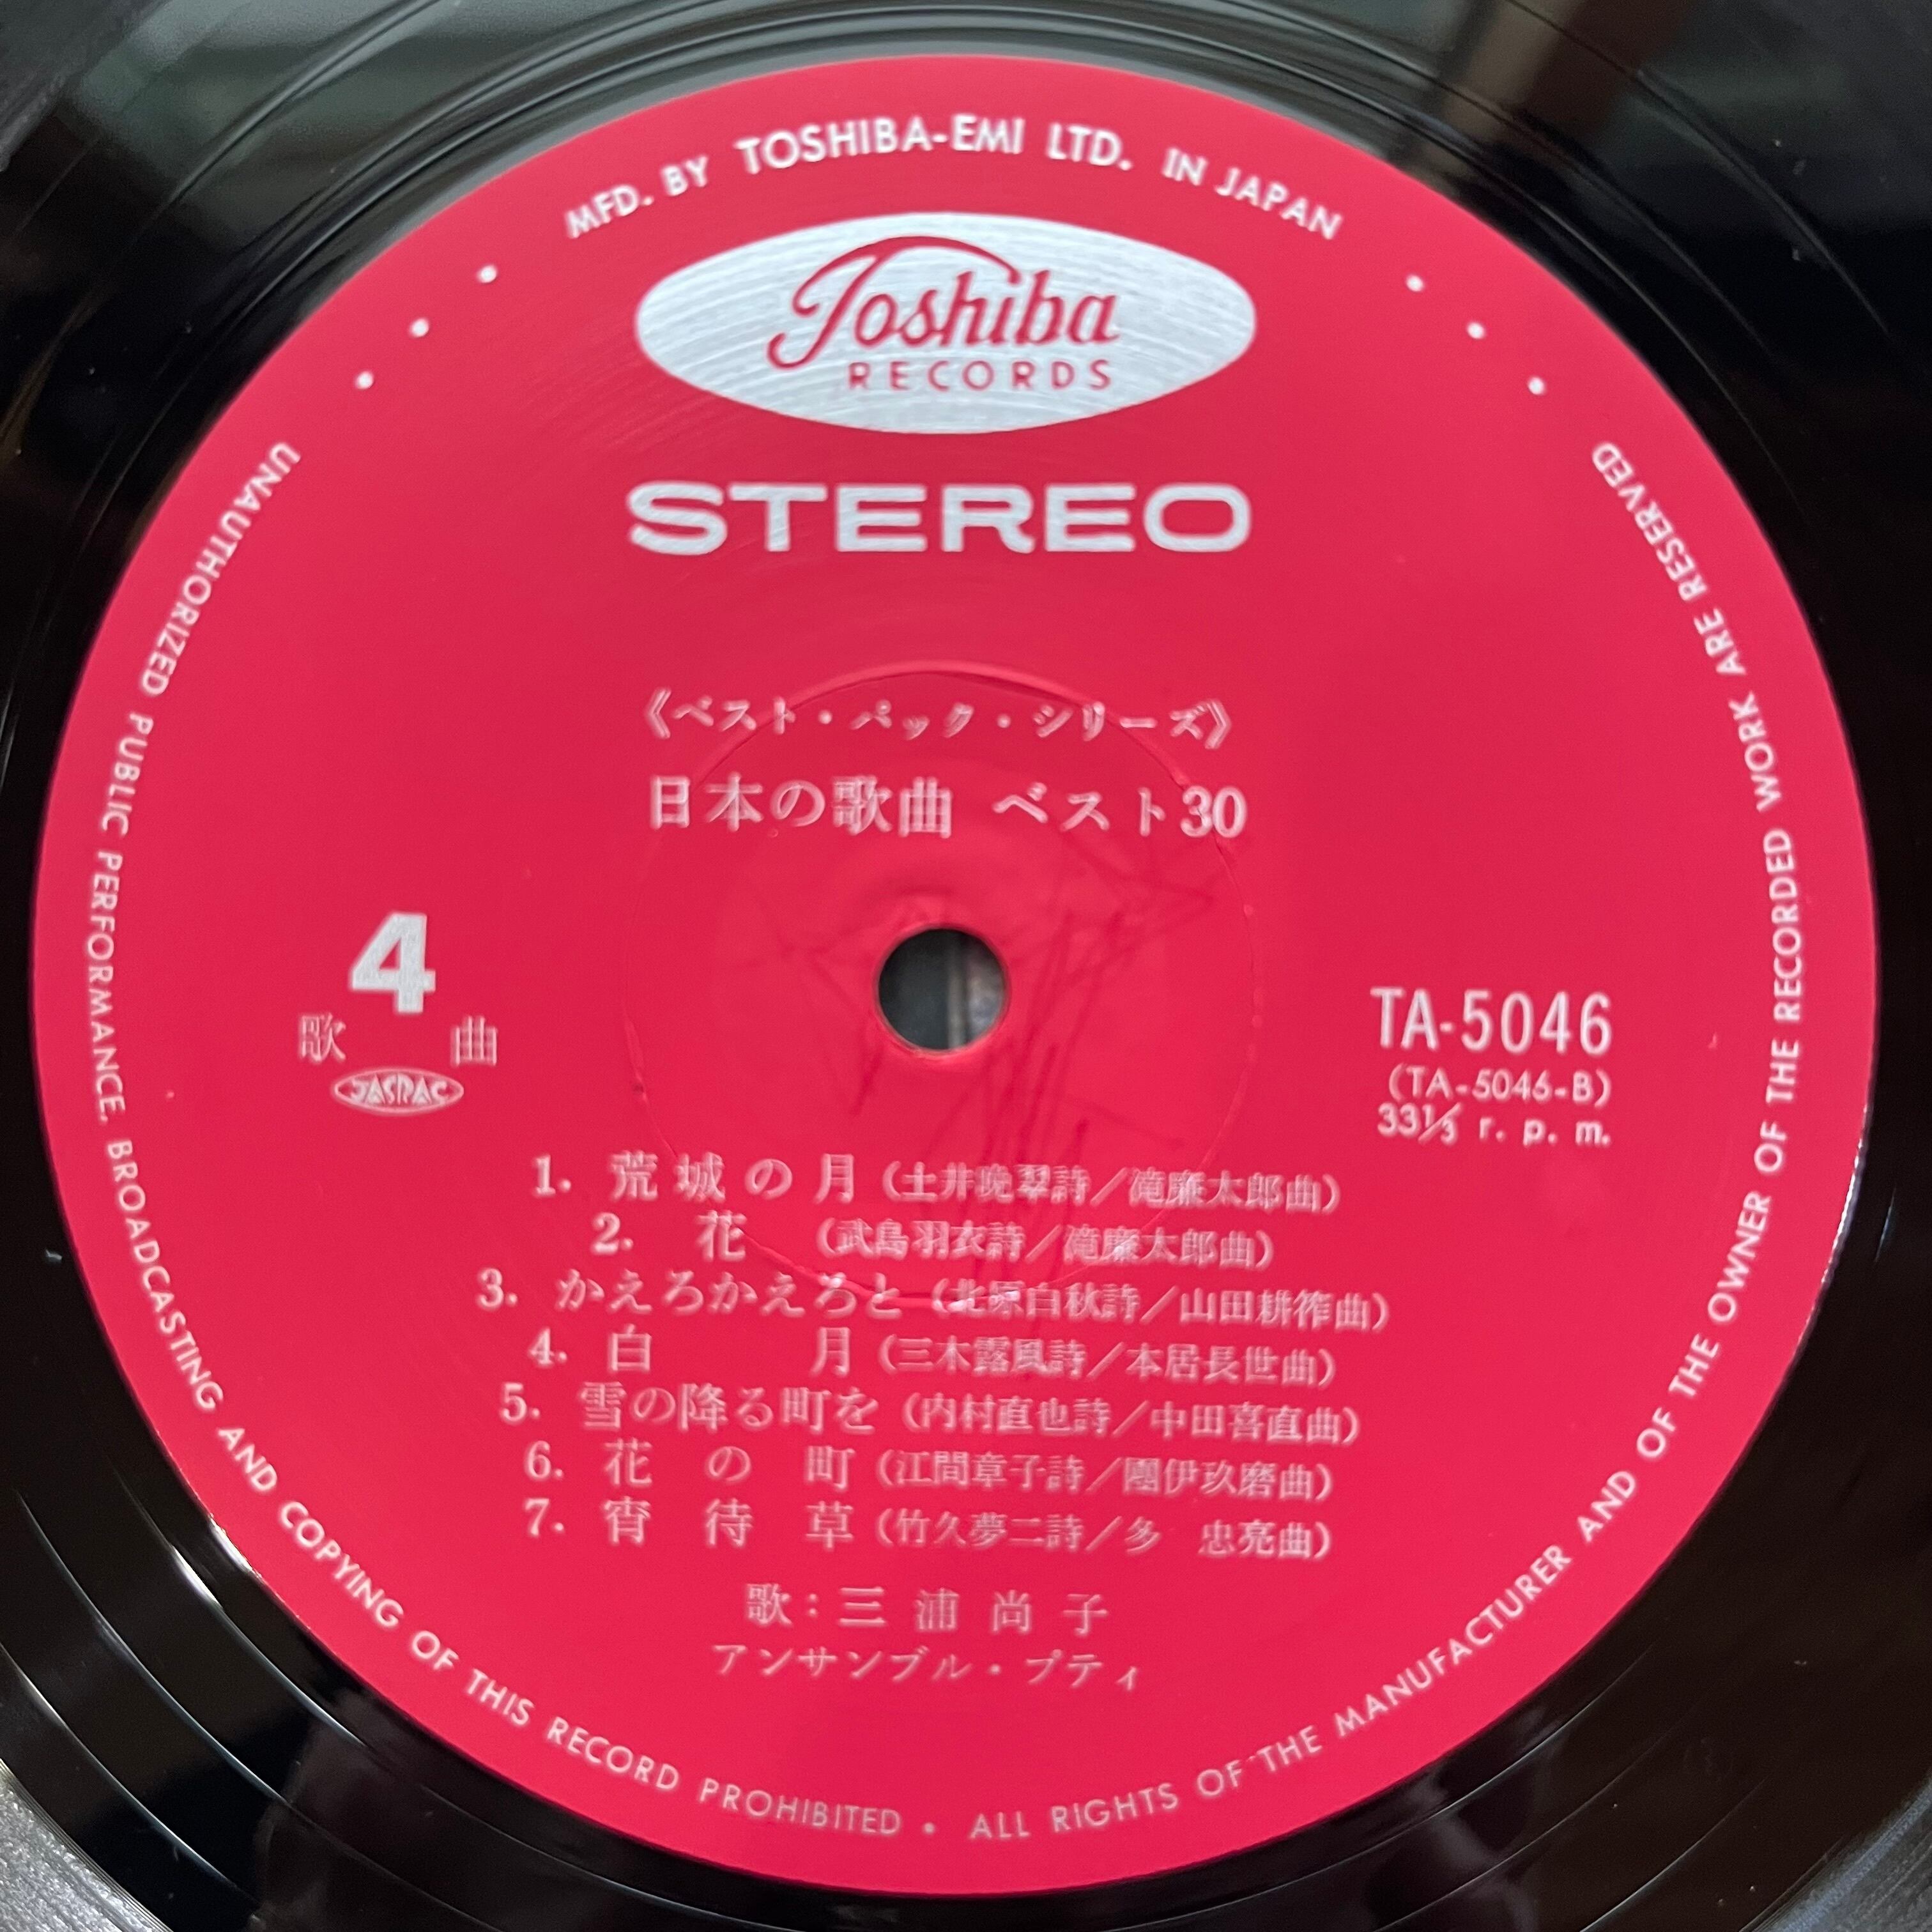 MFD. BY TOSHIBA-EMI LTD. IN JAPAN
Toshiba
RECORDS
STEREO
《ベスト・パック・シリーズ》
日本の歌曲 ベスト30
4
歌 曲
JASRAC
TA-5046
(TA-5046-B)
33⅓ r. p. m.
1. 荒城の月(土井晩翠詩/滝廉太郎曲)
2. 花 (武島羽衣詩/滝廉太郎曲)
3. かえろかえろと(北原白秋詩/山田耕筰曲)
4. 白 月(三木露風詩/本居長世曲)
5. 雪の降る町を(内村直也詩/中田喜直曲)
6. 花 の 町(江間章子詩/團伊玖磨曲)
7. 宵 待 草(竹久夢二詩/多 忠亮曲)
歌:三 浦 尚 子
アンサンブル・プティ
UNAUTHORIZED PUBLIC PERFORMANCE. BROADCASTING AND COPYING OF THIS RECORD PROHIBITED • ALL RIGHTS OF THE MANUFACTURER AND OF THE OWNER OF THE RECORDED WORK ARE RESERVED